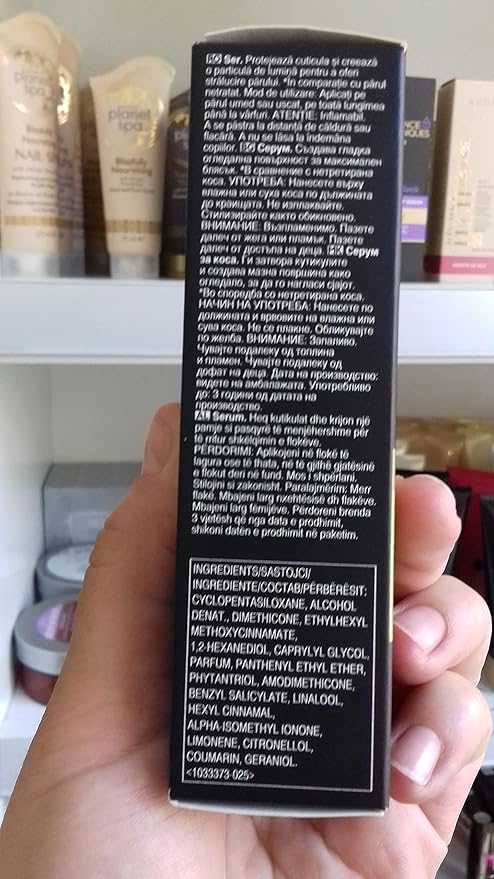 planet
spa
planet
spa
RO Ser. Protejează cuticula și creează
o particula de lumină pentru a oferi
strălucire părului. *În comparație cu părul
netratat. Mod de utilizare: Aplicați pe
părul umed sau uscat, pe toată lungimea
până la vârfuri. ATENȚIE: Inflamabil.
A se păstra la distanță de căldură sau
flacără. A nu se lăsa la îndemâna
copiilor. BG Серум. Създава гладка
огледална повърхност за максимален
блясък. *В сравнение с нетретирана
коса. УПОТРЕБА: Нанесете върху
влажна или суха коса по дължината
до краищата. Не изплаквайте.
Стилизирайте както обикновено.
ВНИМАНИЕ: Възпламенимо. Пазете
далеч от жега или пламък. Пазете
далеч от достъпа на деца. MK Серум
за коса. Ги затвора кутикулите
и создава мазна површина како
огледало, за да го нагласи сјајот.
*Во споредба со нетретирана коса.
НАЧИН НА УПОТРЕБА: Нанесете по
должината и врвовите на влажна или
сува коса. Не се плакне. Обликувајте
по желба. ВНИМАНИЕ: Запаливо.
Чувајте подалеку од топлина
и пламен. Чувајте подалеку од
дофат на деца. Дата на производство:
видете на амбалажата. Употребливо
до: 3 години од датата на
производство.
AL Serum. Heq kutikulat dhe krijon një
pamje si pasqyrë të menjëhershme për
të rritur shkëlqimin e flokëve.
PËRDORIMI: Aplikojeni në flokë të
lagura ose të thata, në të gjithë gjatësinë
e flokut deri në fund. Mos i shpërlani.
Stilojni si zakonisht. Paralajmërim: Merr
flakë. Mbajeni larg nxehtësisë dh flakëve.
Mbajeni larg fëmijëve. Përdoreni brenda
3 vjetësh që nga data e prodhimit,
shikoni datën e prodhimit në paketim.
INGREDIENTS/SASTOJCI/
INGREDIENTE/СЪСТАВ/PËRBËRËSIT:
CYCLOPENTASILOXANE, ALCOHOL
DENAT., DIMETHICONE, ETHYLHEXYL
METHOXYCINNAMATE,
1,2-HEXANEDIOL, CAPRYLYL GLYCOL,
PARFUM, PANTHENYL ETHYL ETHER,
PHYTANTRIOL, AMODIMETHICONE,
BENZYL SALICYLATE, LINALOOL,
HEXYL CINNAMAL,
ALPHA-ISOMETHYL IONONE,
LIMONENE, CITRONELLOL,
COUMARIN, GERANIOL.
<1033373-025>